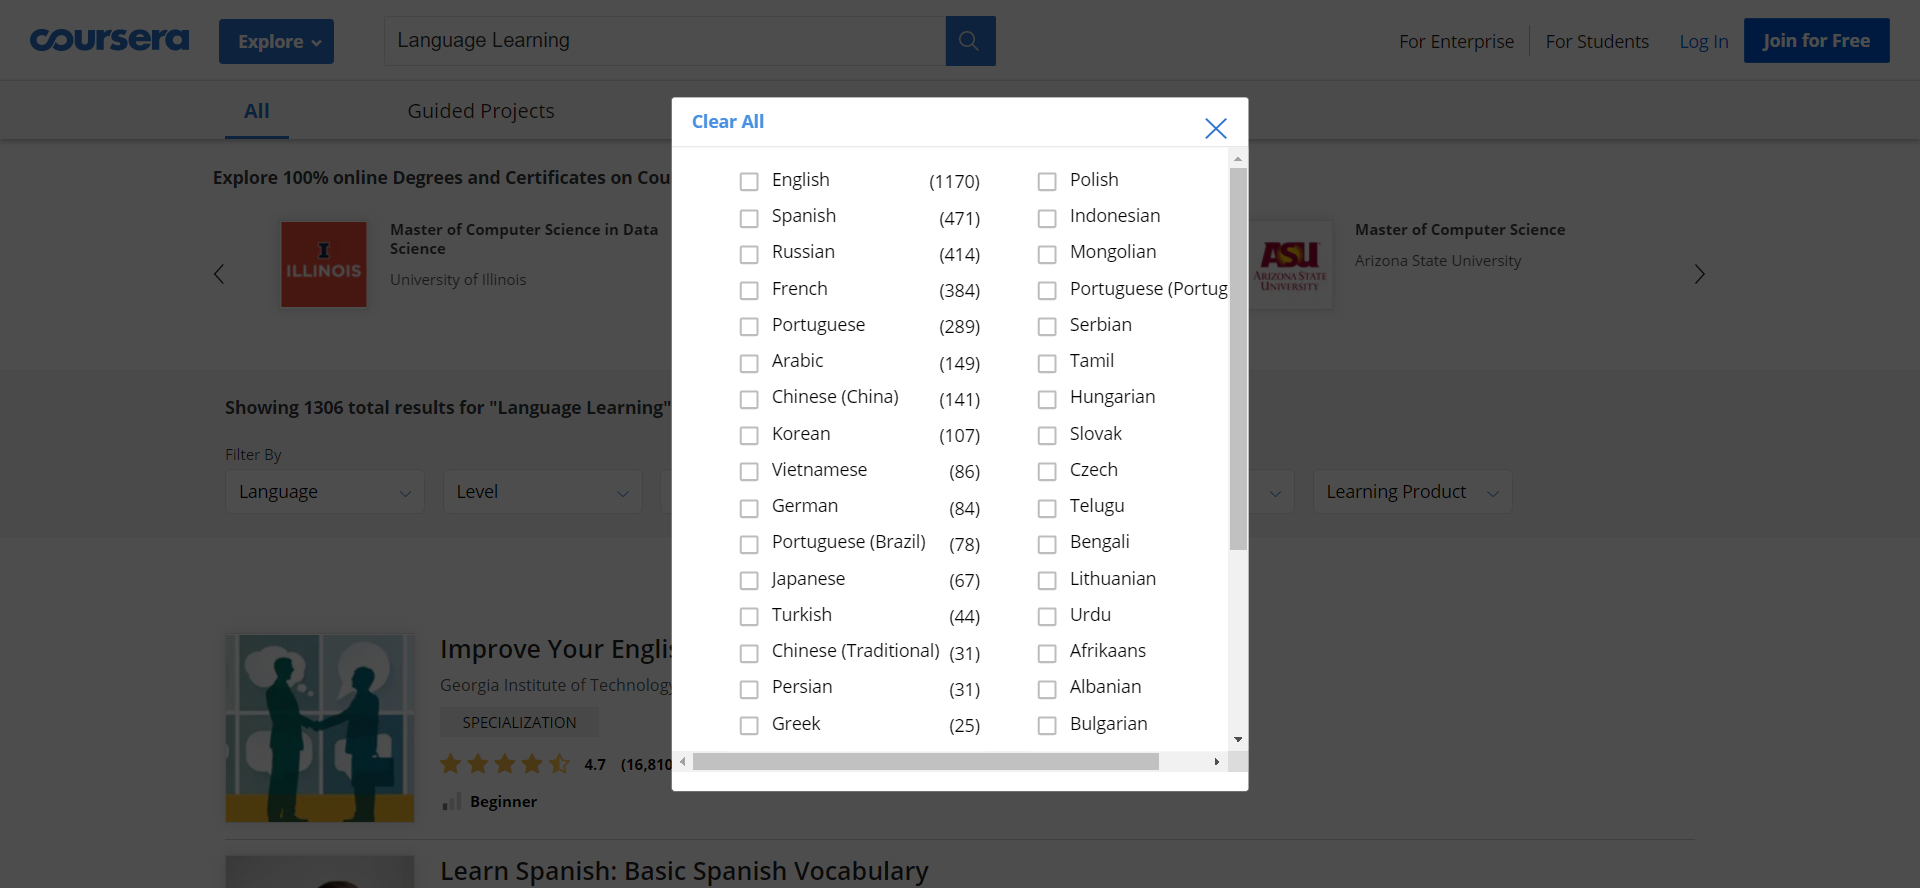 coursera
Explore
Language Learning
For Enterprise
For Students
Log In
Join for Free
All
Guided Projects
Clear All
Explore 100% online Degrees and Certificates on Cou
ILLINOIS
Master of Computer Science in Data
Science
University of Illinois
ASU
ARIZONA STATE
UNIVERSITY
Master of Computer Science
Arizona State University
English (1170)
Spanish (471)
Russian (414)
French (384)
Portuguese (289)
Arabic (149)
Chinese (China) (141)
Korean (107)
Vietnamese (86)
German (84)
Portuguese (Brazil) (78)
Japanese (67)
Turkish (44)
Chinese (Traditional) (31)
Persian (31)
Greek (25)
Polish
Indonesian
Mongolian
Portuguese (Portug
Serbian
Tamil
Hungarian
Slovak
Czech
Telugu
Bengali
Lithuanian
Urdu
Afrikaans
Albanian
Bulgarian
Showing 1306 total results for "Language Learning"
Filter By
Language
Level
Learning Product
Improve Your Englis
Georgia Institute of Technology
SPECIALIZATION
4.7 (16,810
Beginner
Learn Spanish: Basic Spanish Vocabulary